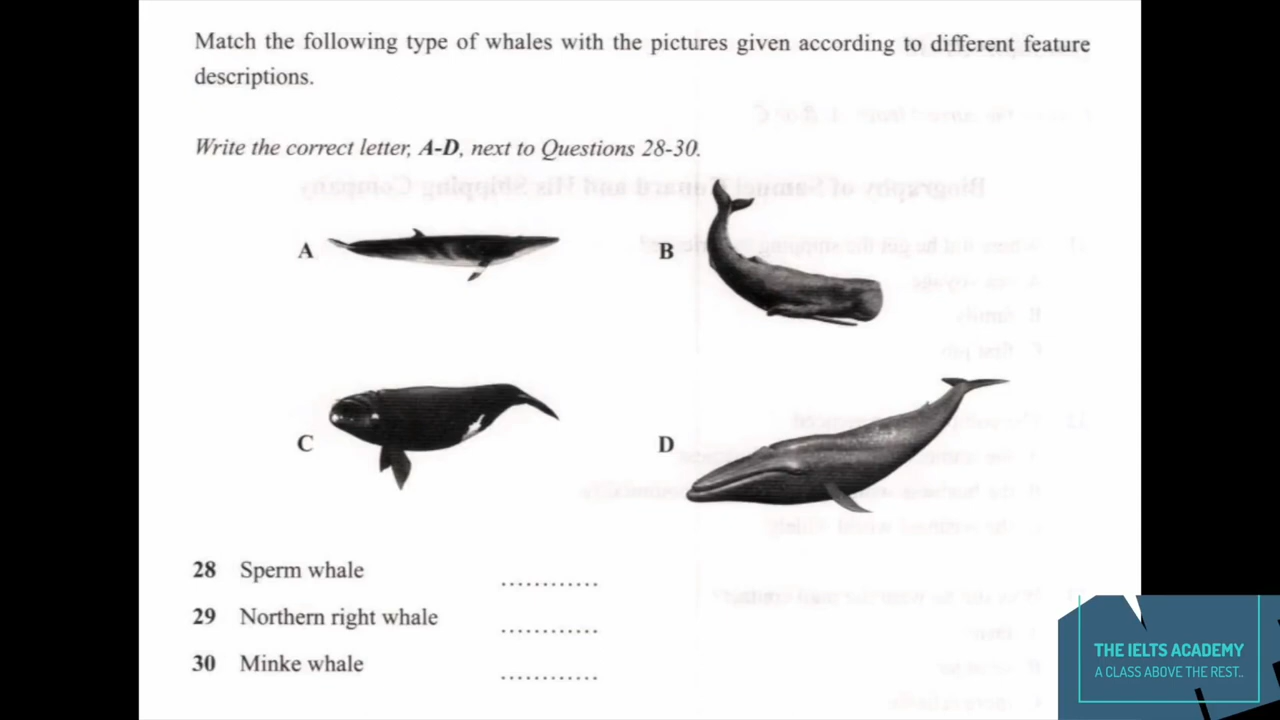 Match the following type of whales with the pictures given according to different feature
descriptions.
Write the correct letter, A-D, next to Questions 28-30.
A
B
C
D
28 Sperm whale ............
29 Northern right whale ............
30 Minke whale ............
THE IELTS ACADEMY
A CLASS ABOVE THE REST..